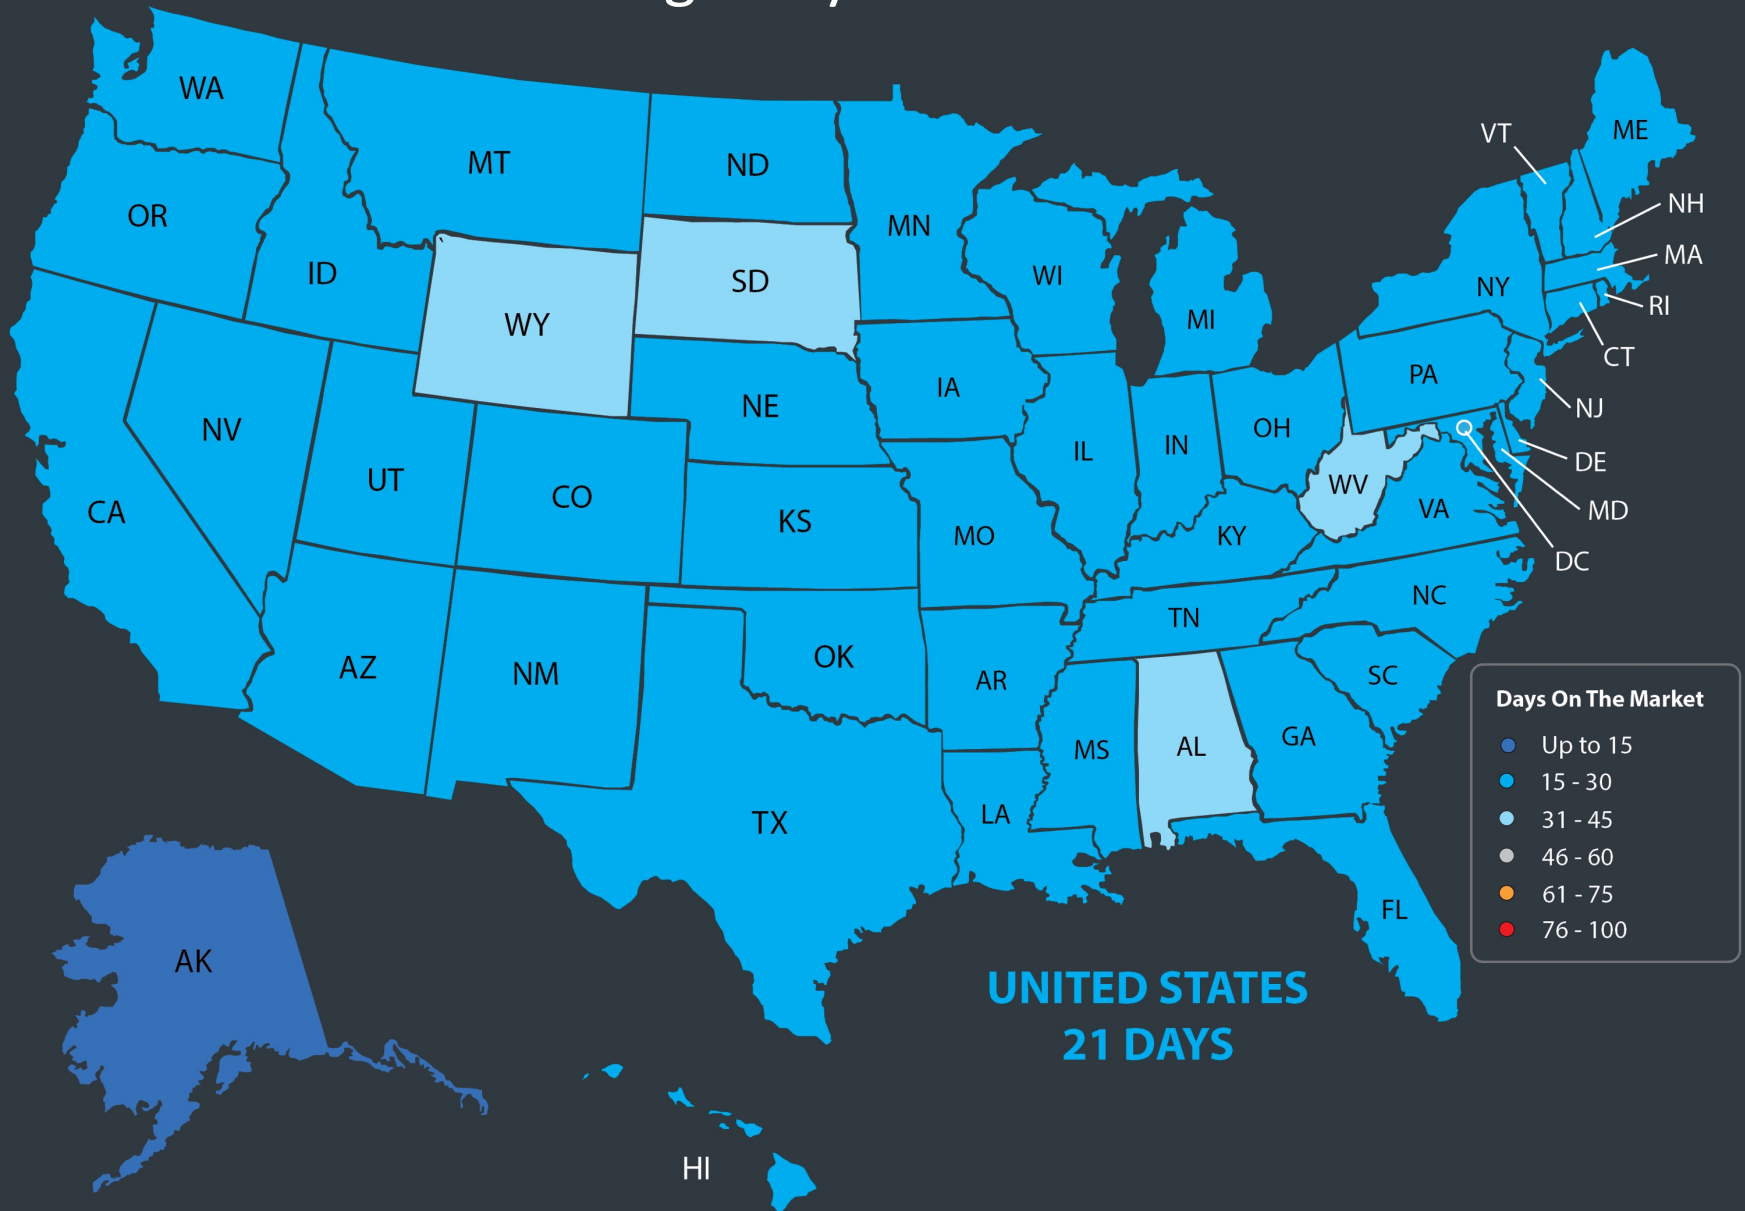 WA
VT
ME
MT
ND
NH
OR
MN
MA
ID
SD
WI
NY
RI
WY
MI
CT
IA
PA
NE
NJ
NV
OH
IL
IN
DE
UT
WV
CO
CA
KS
VA
MD
MO
KY
DC
NC
TN
OK
AZ
NM
SC
AR
GA
MS
AL
LA
TX
FL
AK
HI
Days On The Market
Up to 15
15 - 30
31 - 45
46 - 60
61 - 75
76 - 100
UNITED STATES
21 DAYS